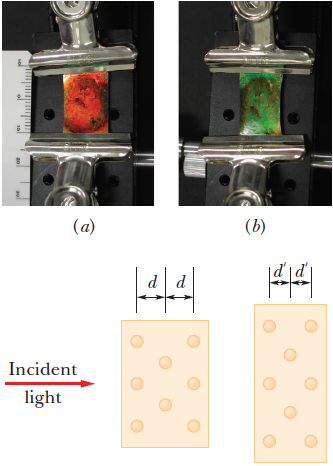 (a) (b)
d d
d′ d′
Incident
light